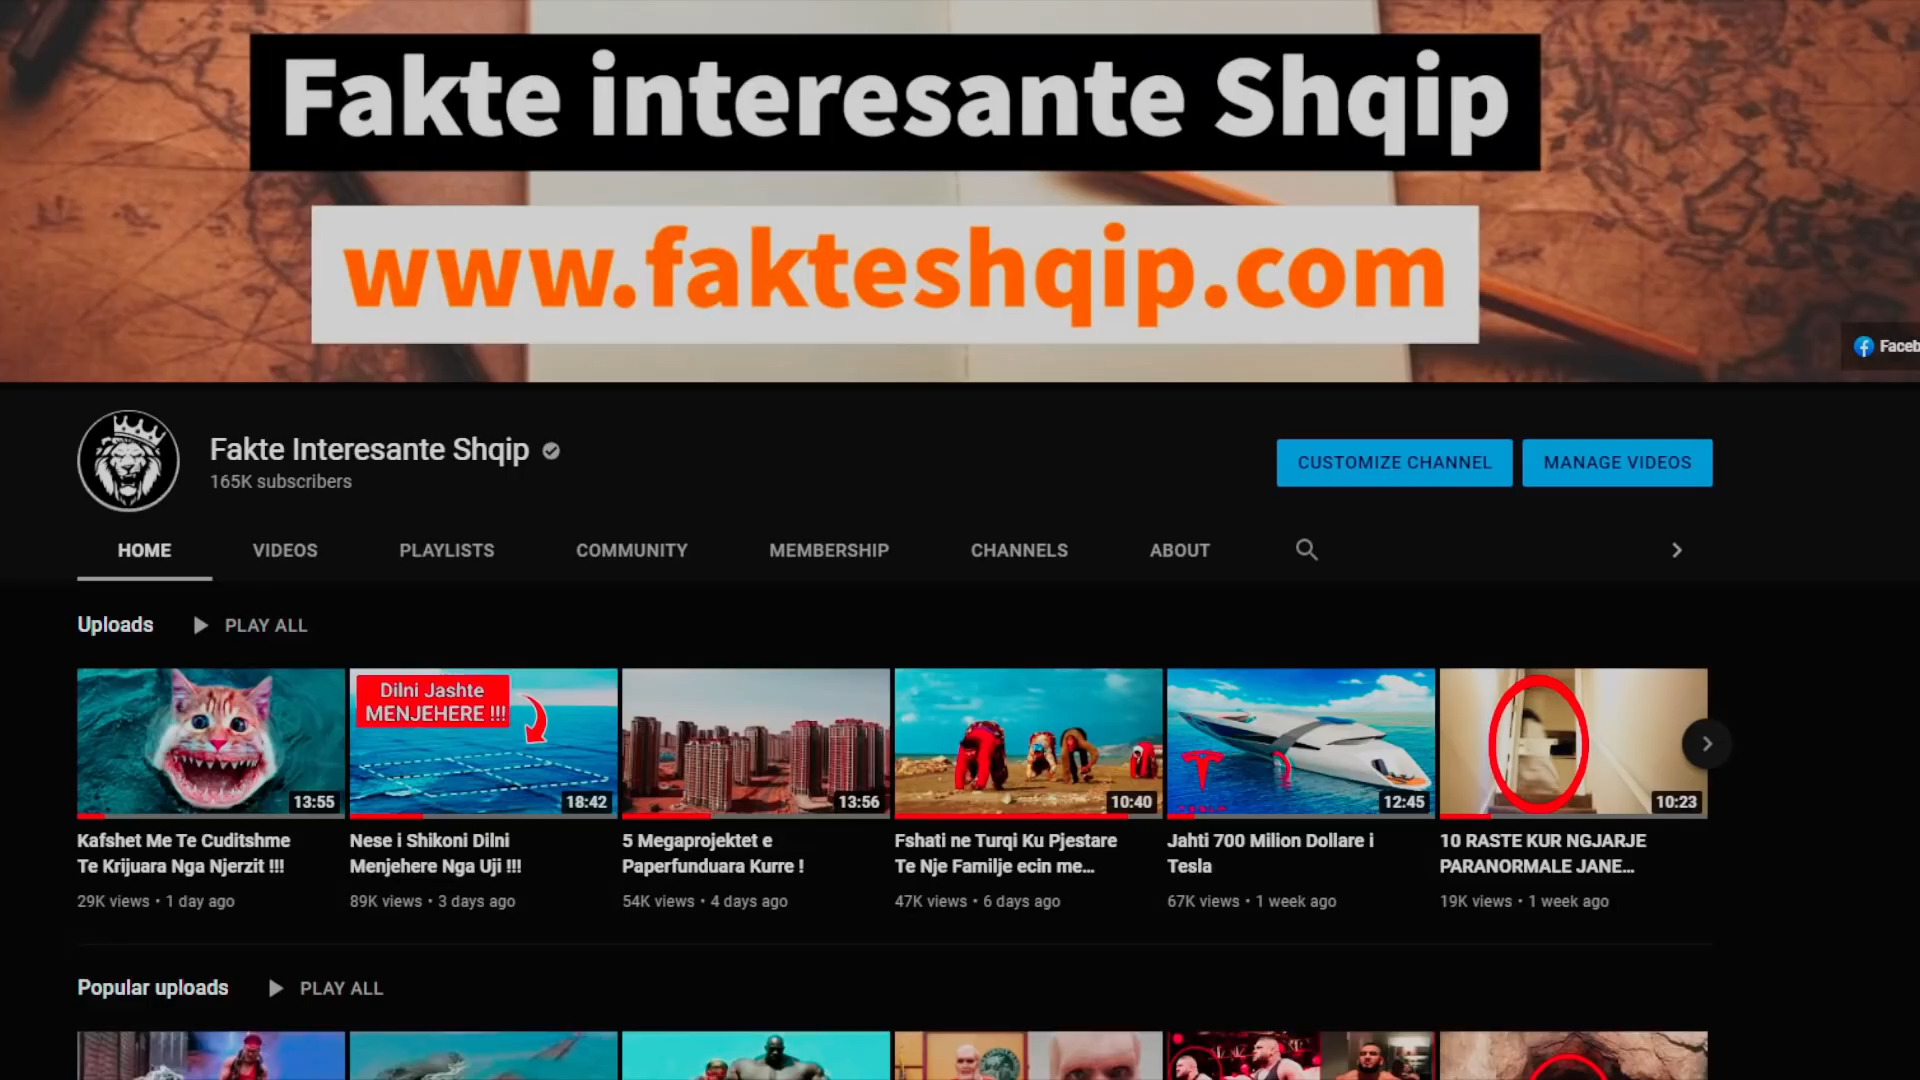 Fakte interesante Shqip
www.fakteshqip.com
Faceb
Fakte Interesante Shqip
165K subscribers
CUSTOMIZE CHANNEL
MANAGE VIDEOS
HOME
VIDEOS
PLAYLISTS
COMMUNITY
MEMBERSHIP
CHANNELS
ABOUT
Uploads
PLAY ALL
13:55
Dilni Jashte
MENJEHERE !!!
18:42
13:56
10:40
12:45
10:23
Kafshet Me Te Cuditshme
Te Krijuara Nga Njerzit !!!
29K views • 1 day ago
Nese i Shikoni Dilni
Menjehere Nga Uji !!!
89K views • 3 days ago
5 Megaprojektet e
Paperfunduara Kurre !
54K views • 4 days ago
Fshati ne Turqi Ku Pjestare
Te Nje Familje ecin me...
47K views • 6 days ago
Jahti 700 Milion Dollare i
Tesla
67K views • 1 week ago
10 RASTE KUR NGJARJE
PARANORMALE JANE...
19K views • 1 week ago
Popular uploads
PLAY ALL